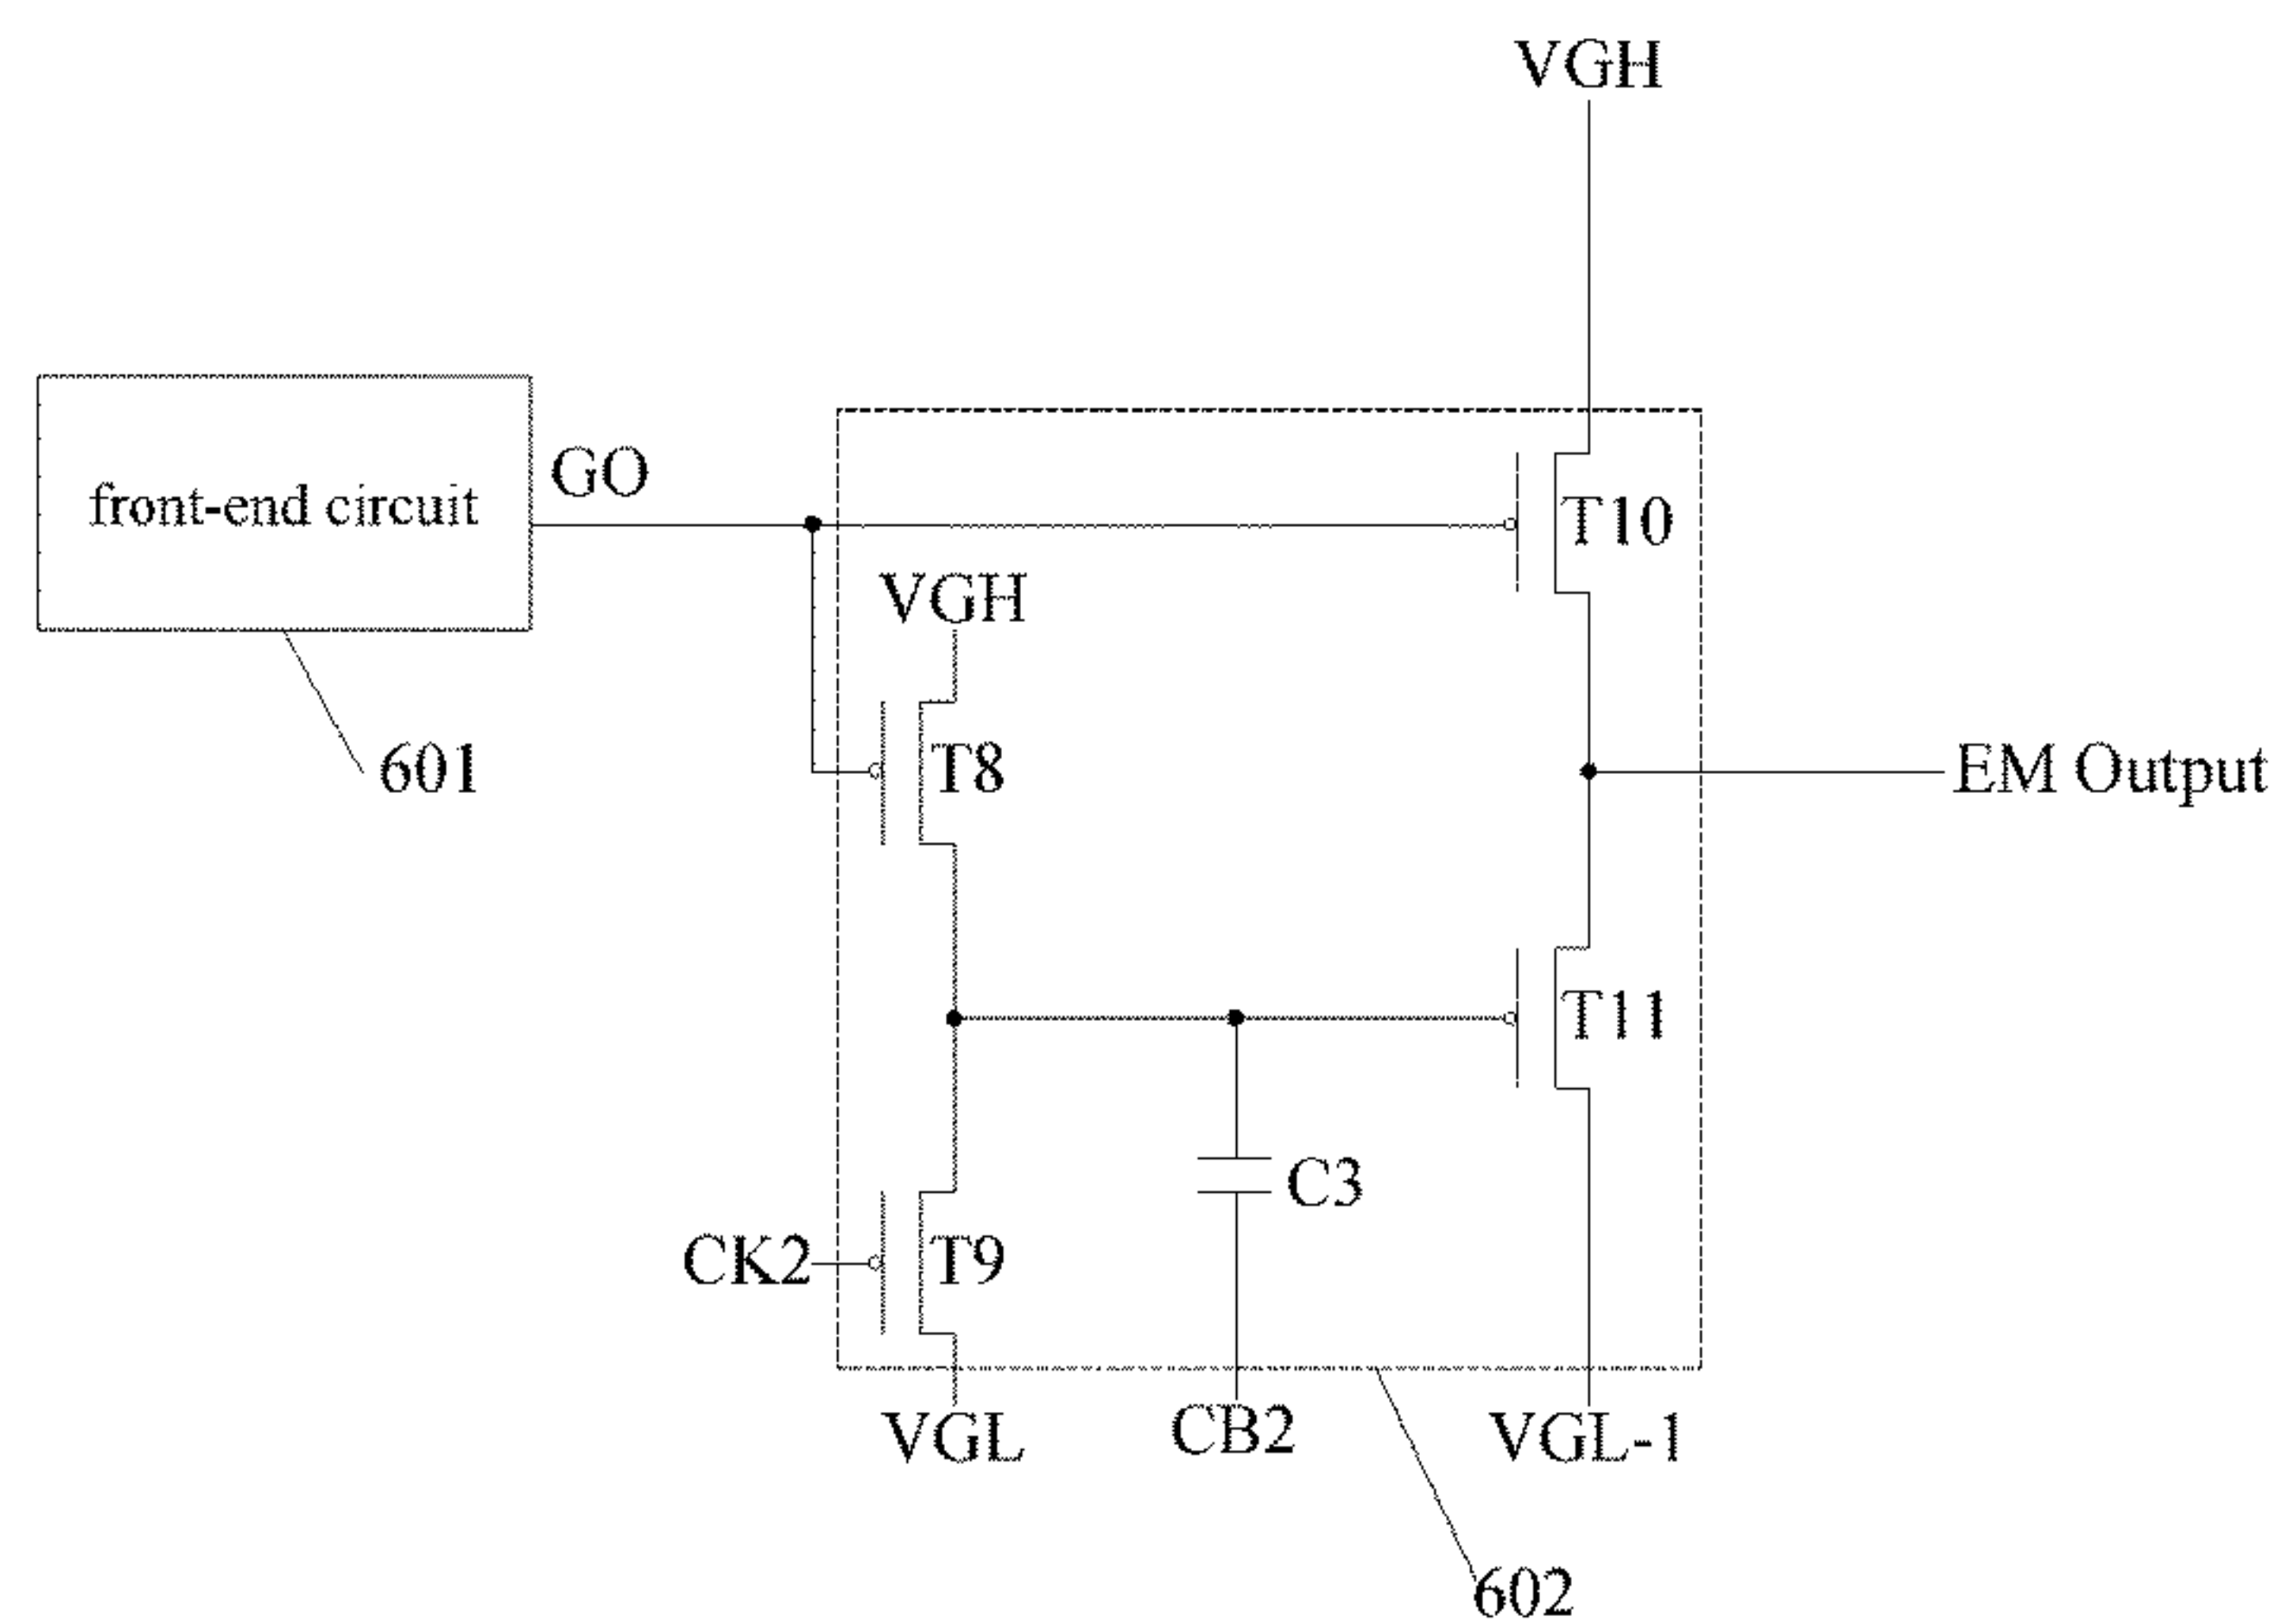 VGH
GO
front-end circuit
T10
VGH
601
T8
EM Output
T11
C3
CK2
T9
VGL
CB2
VGL-1
602